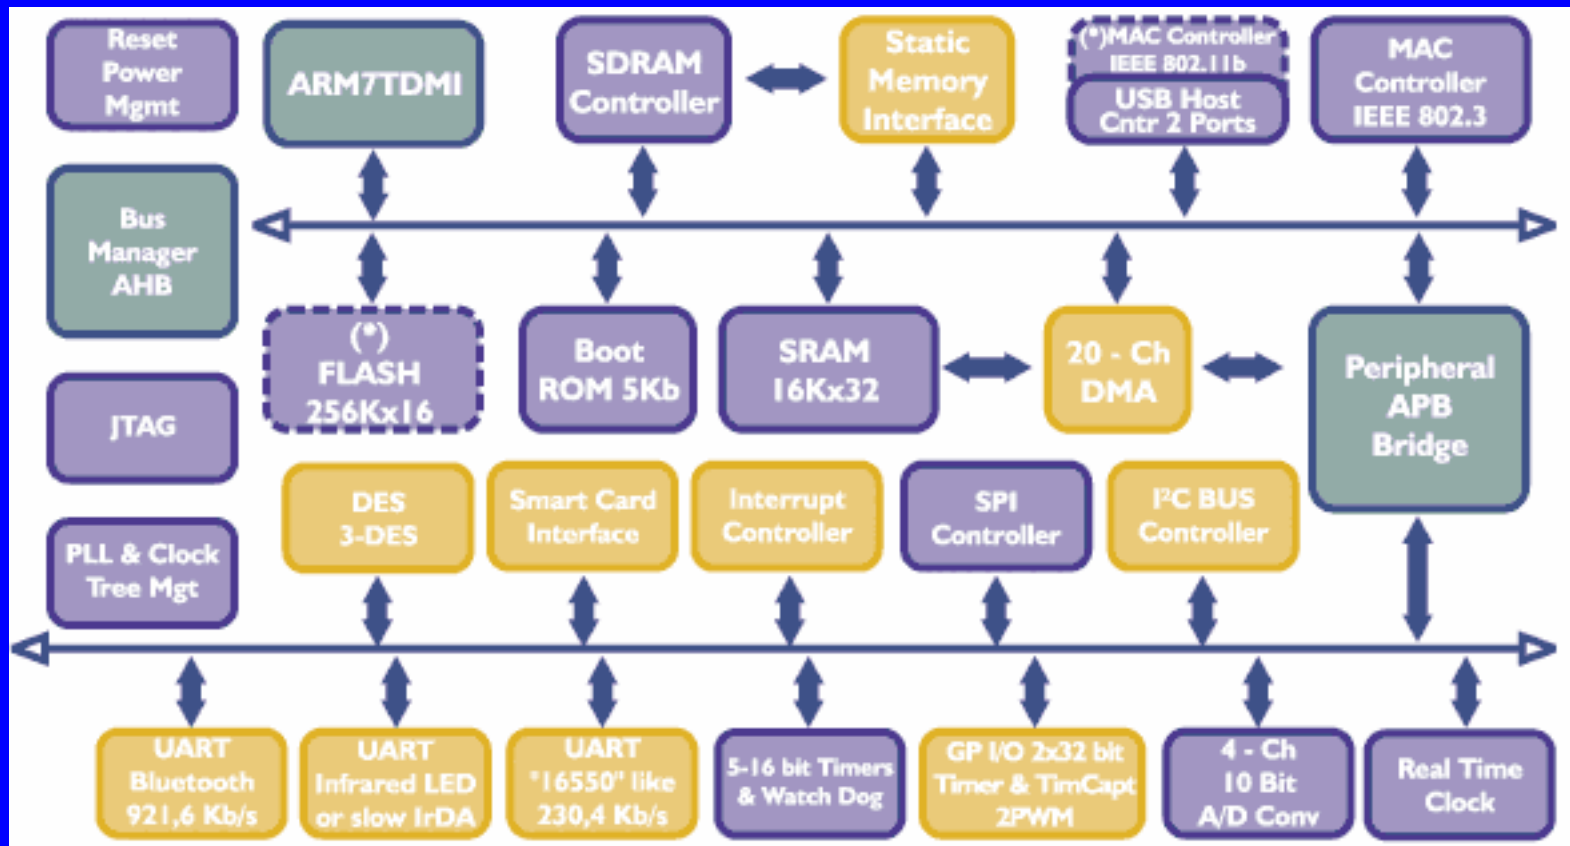 Reset
Power
Mgmt
ARM7TDMI
SDRAM
Controller
Static
Memory
Interface
(*)MAC Controller
IEEE 802.11b
USB Host
Cntr 2 Ports
MAC
Controller
IEEE 802.3
Bus
Manager
AHB
(*)
FLASH
256Kx16
Boot
ROM 5Kb
SRAM
16Kx32
20 - Ch
DMA
Peripheral
APB
Bridge
JTAG
DES
3-DES
Smart Card
Interface
Interrupt
Controller
SPI
Controller
I²C BUS
Controller
PLL & Clock
Tree Mgt
UART
Bluetooth
921,6 Kb/s
UART
Infrared LED
or slow IrDA
UART
"16550" like
230,4 Kb/s
5-16 bit Timers
& Watch Dog
GP I/O 2x32 bit
Timer & TimCapt
2PWM
4 - Ch
10 Bit
A/D Conv
Real Time
Clock